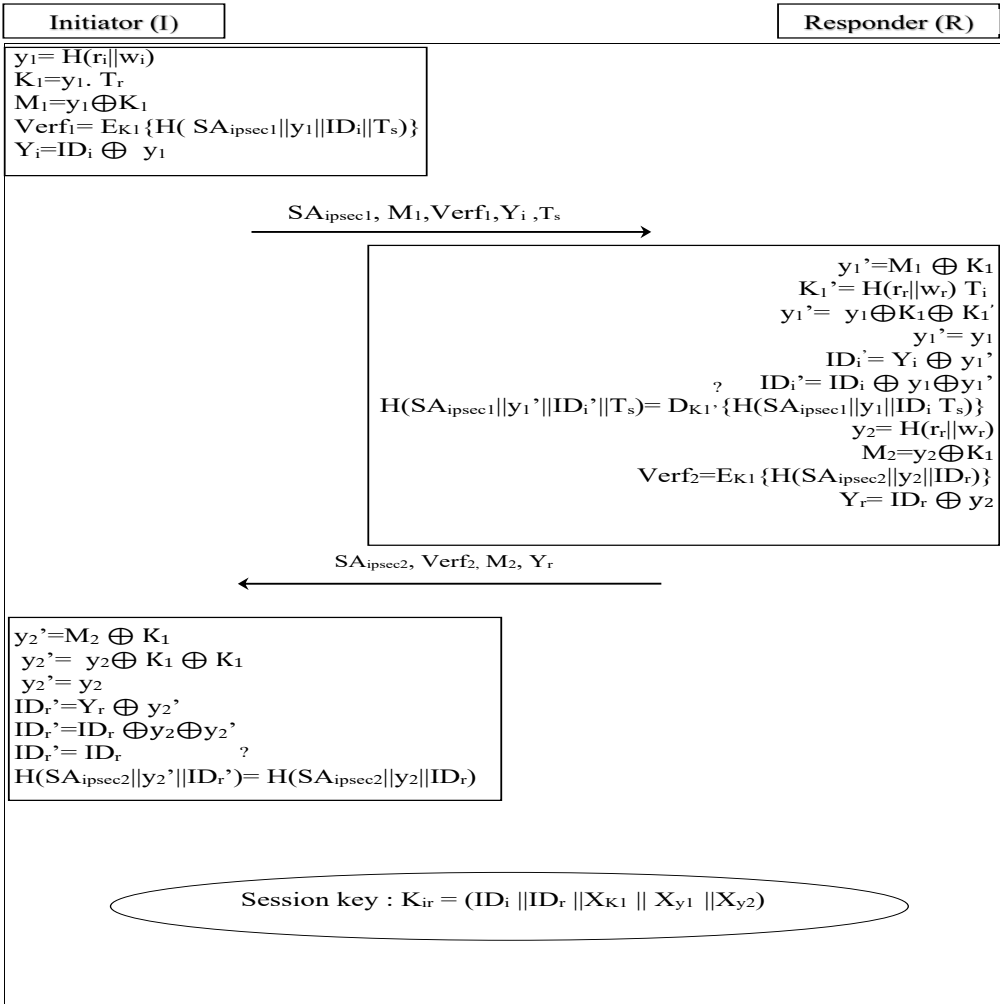 Initiator (I)
Responder (R)
y₁= H(rᵢ||wᵢ)
K₁=y₁. Tᵣ
M₁=y₁⊕K₁
Verf₁= E_K1{H( SA_ipsec1||y₁||IDᵢ||Tₛ)}
Yᵢ=IDᵢ ⊕ y₁
SA_ipsec1, M₁,Verf₁,Yᵢ ,Tₛ
y₁’=M₁ ⊕ K₁
K₁’= H(rᵣ||wᵣ) Tᵢ
y₁’= y₁⊕K₁⊕ K₁’
y₁’= y₁
IDᵢ’= Yᵢ ⊕ y₁’
? IDᵢ’= IDᵢ ⊕ y₁⊕y₁’
H(SA_ipsec1||y₁’||IDᵢ’||Tₛ)= D_K1’{H(SA_ipsec1||y₁||IDᵢ Tₛ)}
y₂= H(rᵣ||wᵣ)
M₂=y₂⊕K₁
Verf₂=E_K1{H(SA_ipsec2||y₂||IDᵣ)}
Yᵣ= IDᵣ ⊕ y₂
SA_ipsec2, Verf₂, M₂, Yᵣ
y₂’=M₂ ⊕ K₁
y₂’= y₂⊕ K₁ ⊕ K₁
y₂’= y₂
IDᵣ’=Yᵣ ⊕ y₂’
IDᵣ’=IDᵣ ⊕y₂⊕y₂’
IDᵣ’= IDᵣ ?
H(SA_ipsec2||y₂’||IDᵣ’)= H(SA_ipsec2||y₂||IDᵣ)
Session key : K_ir = (IDᵢ ||IDᵣ ||X_K1 || X_y1 ||X_y2)